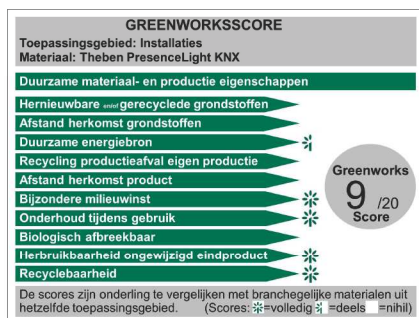 GREENWORKSSCORE
Toepassingsgebied: Installaties
Materiaal: Theben PresenceLight KNX
Duurzame materiaal- en productie eigenschappen
Hernieuwbare en/of gerecyclede grondstoffen
Afstand herkomst grondstoffen
Duurzame energiebron
Recycling productieafval eigen productie
Afstand herkomst product
Bijzondere milieuwinst
Onderhoud tijdens gebruik
Biologisch afbreekbaar
Herbruikbaarheid ongewijzigd eindproduct
Recyclebaarheid
Greenworks
9 /20
Score
De scores zijn onderling te vergelijken met branchegelijke materialen uit
hetzelfde toepassingsgebied. (Scores: =volledig =deels =nihil)